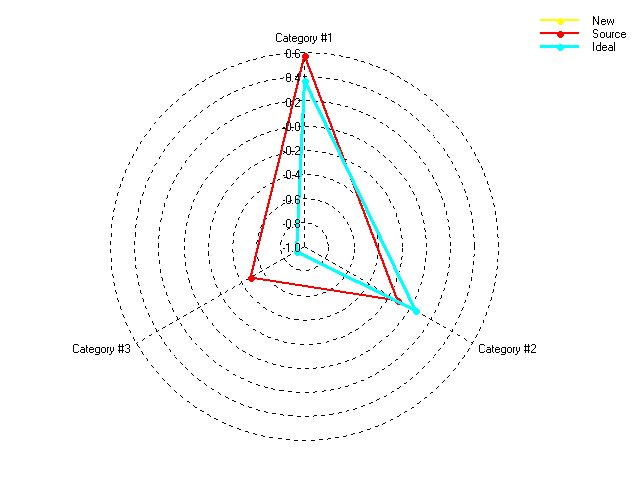 New
Source
Ideal
Category #1
0.6
0.4
0.2
0.0
-0.2
-0.4
-0.6
-0.8
-1.0
Category #3
Category #2